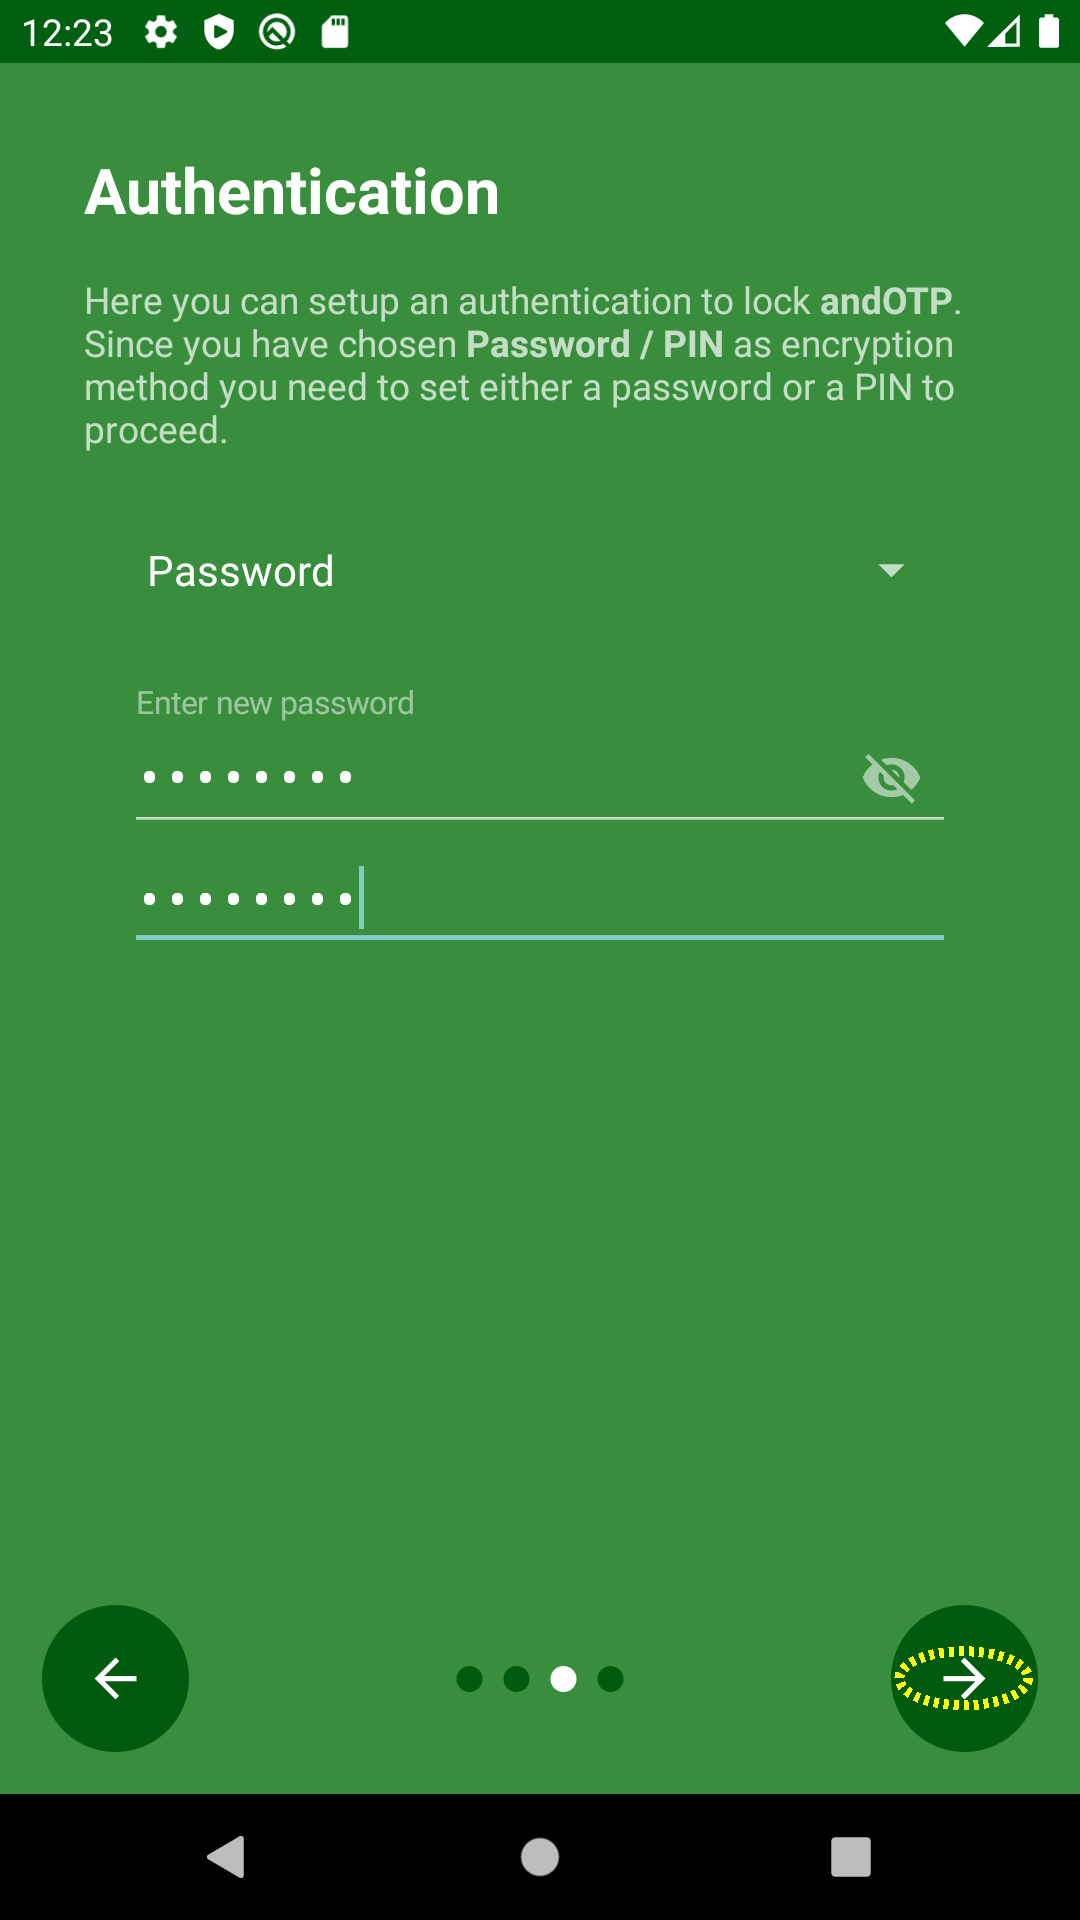 12:23
Authentication
Here you can setup an authentication to lock andOTP.
Since you have chosen Password / PIN as encryption
method you need to set either a password or a PIN to
proceed.
Password
Enter new password